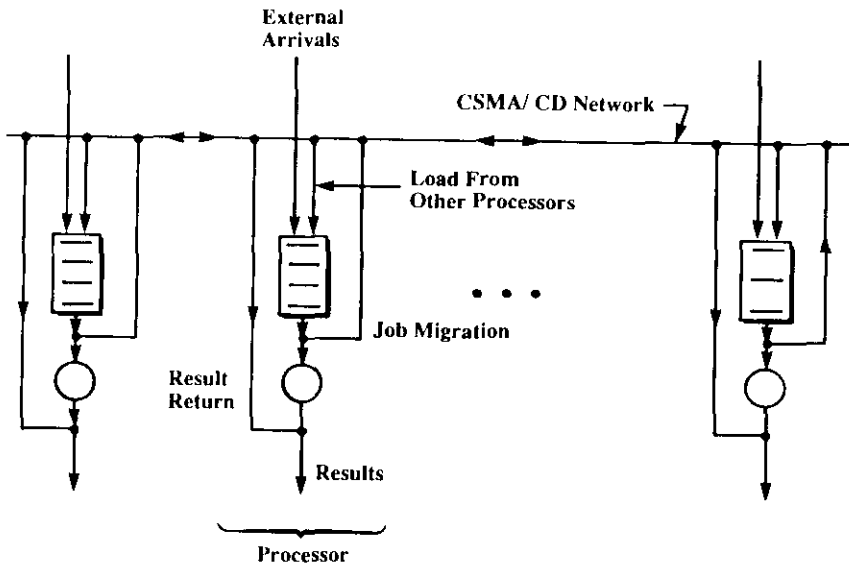 External
Arrivals
CSMA/ CD Network
Load From
Other Processors
Job Migration
Result
Return
Results
Processor